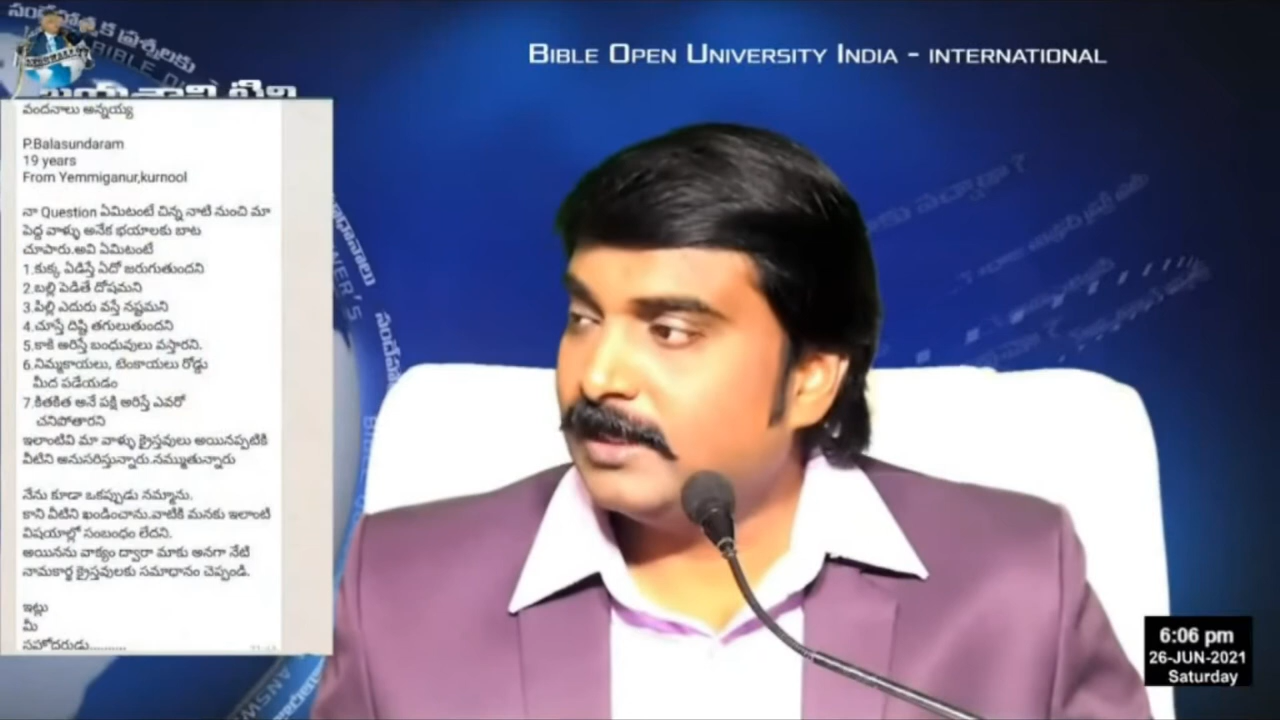 సందేహాత్మక ప్రశ్నలకు
BIBLE OPEN UNIVERSITY INDIA - INTERNATIONAL
వందనాలు అన్నయ్య
P.Balasundaram
19 years
From Yemmiganur,kurnool
నా Question ఏమిటంటే చిన్న నాటి నుంచి మా
పెద్ద వాళ్ళు అనేక భయాలకు బాట
చూపారు.అవి ఏమిటంటే
1.కుక్క ఏడిస్తే ఏదో జరుగుతుందని
2.బల్లి పెడితే దోషమని
3.పిల్లి ఎదురు వస్తే నష్టమని
4.చూస్తే దిష్టి తగులుతుందని
5.కాకి అరిస్తే బంధువులు వస్తారని.
6.నిమ్మకాయలు, టెంకాయలు రోడ్డు
మీద పడేయడం
7.కితకిత అనే పక్షి అరిస్తే ఎవరో
చనిపోతారని
ఇలాంటివి మా వాళ్ళు క్రైస్తవులు అయినప్పటికి
వీటిని అనుసరిస్తున్నారు.నమ్ముతున్నారు
నేను కూడా ఒకప్పుడు నమ్మాను.
కాని వీటిని ఖండించాను.వాటికి మనకు ఇలాంటి
విషయాల్లో సంబంధం లేదని.
అయినను వాక్యం ద్వారా మాకు అనగా నేటి
నామకార్థ క్రైస్తవులకు సమాధానం చెప్పండి.
ఇట్లు
మీ
సహోదరుడు..........
6:06 pm
26-JUN-2021
Saturday